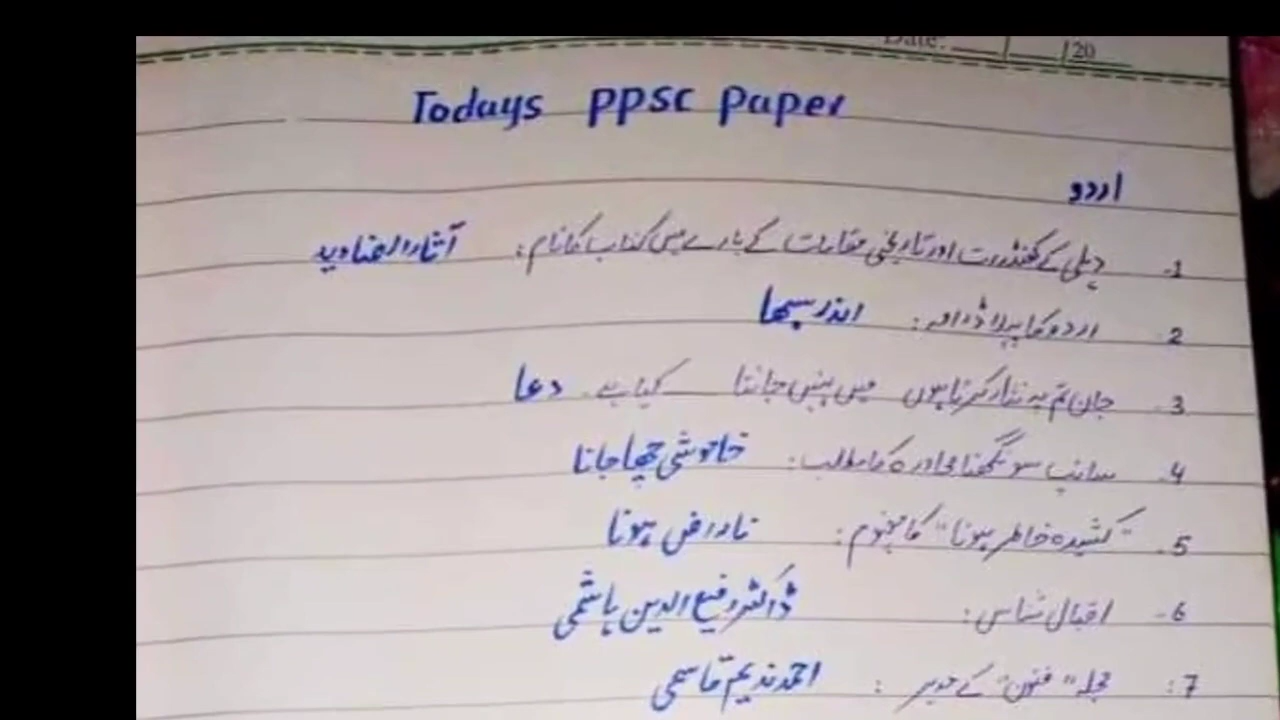 Date: ____/____/20
Todays PPSC Paper
اردو
1- دہلی کے کھنڈرات اور تاریخی مقامات کے بارے میں کتاب کا نام: آثار الصنادید
2- اردو کا پہلا ڈرامہ: اندر سبھا
3- جان تم پہ نثار کرتا ہوں میں نہیں جانتا کیا ہے۔ دعا
4- سانپ سونگھنا محاورہ کا مطلب: خاموشی چھا جانا
5- "کشیدہ خاطر ہونا" کا مفہوم: ناراض ہونا
6- اقبال شناس: ڈاکٹر رفیع الدین ہاشمی
7: مجلہ "فنون" کے مدیر: احمد ندیم قاسمی